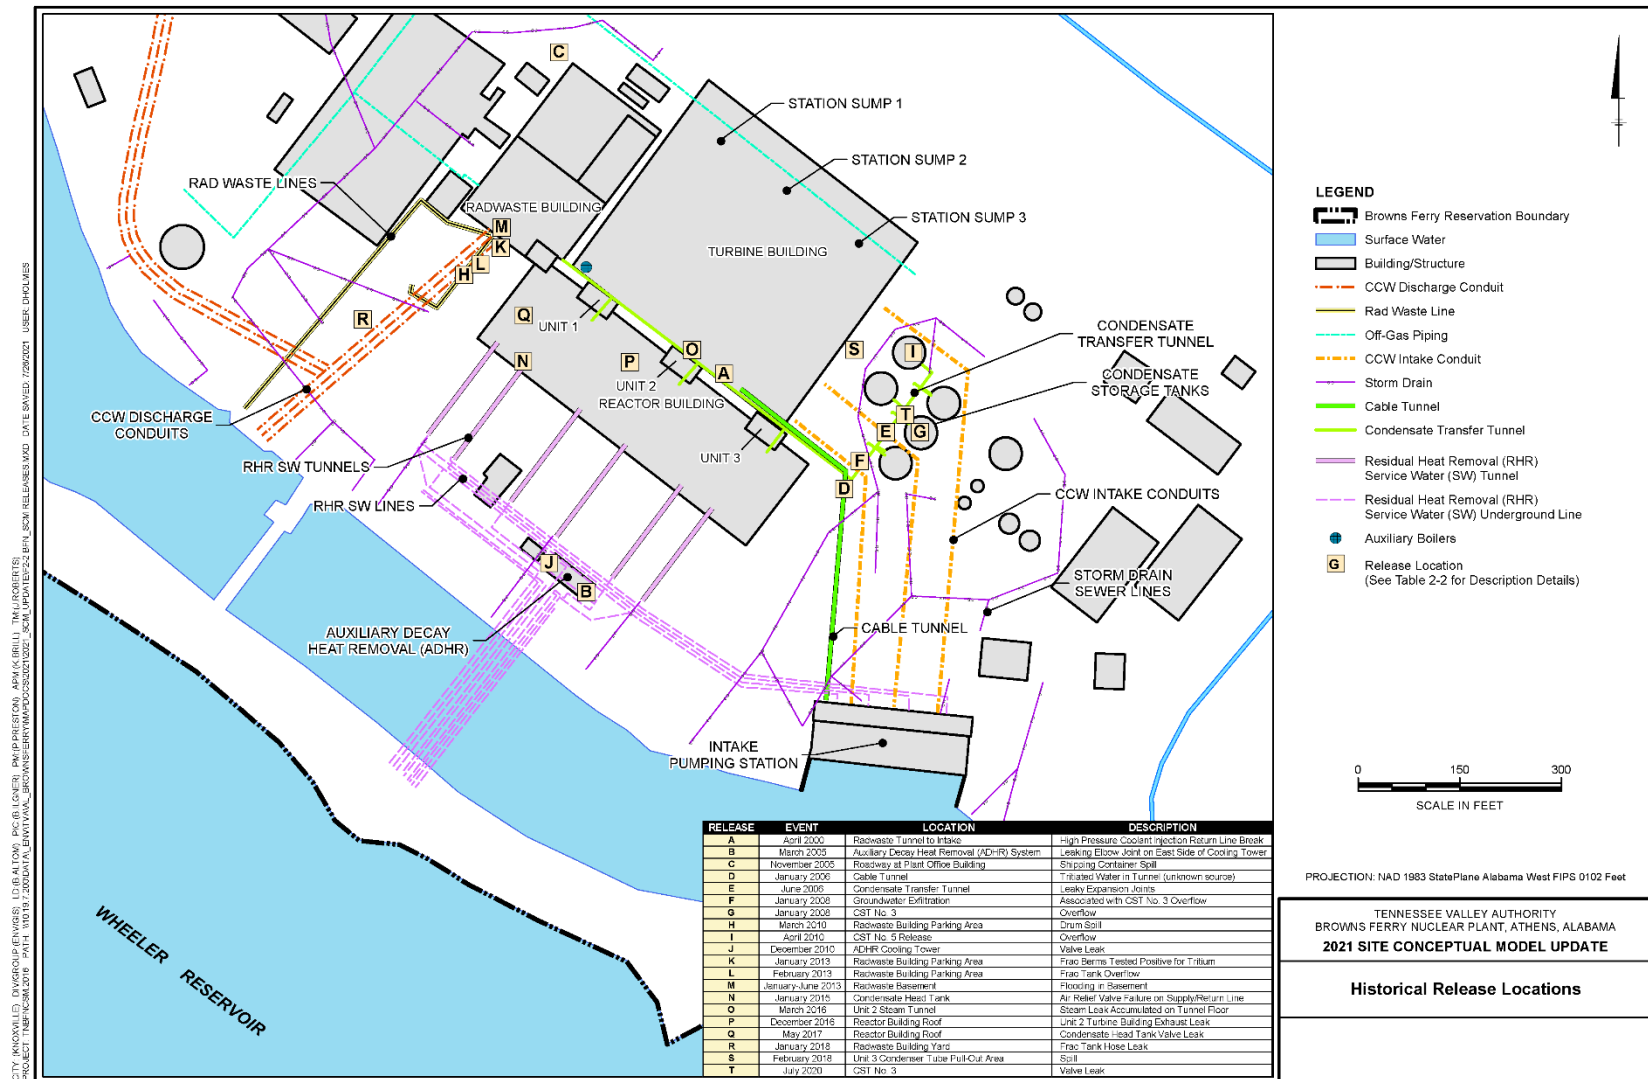 C
STATION SUMP 1
STATION SUMP 2
STATION SUMP 3
RAD WASTE LINES
RADWASTE BUILDING
TURBINE BUILDING
M
K
L
H
R
Q
N
P
O
A
S
I
T
E
G
F
D
J
B
UNIT 1
UNIT 2
REACTOR BUILDING
UNIT 3
CONDENSATE
TRANSFER TUNNEL
CONDENSATE
STORAGE TANKS
CCW DISCHARGE
CONDUITS
RHR SW TUNNELS
RHR SW LINES
CCW INTAKE CONDUITS
STORM DRAIN
SEWER LINES
CABLE TUNNEL
AUXILIARY DECAY
HEAT REMOVAL (ADHR)
INTAKE
PUMPING STATION
WHEELER RESERVOIR
LEGEND
Browns Ferry Reservation Boundary
Surface Water
Building/Structure
CCW Discharge Conduit
Rad Waste Line
Off-Gas Piping
CCW Intake Conduit
Storm Drain
Cable Tunnel
Condensate Transfer Tunnel
Residual Heat Removal (RHR)
Service Water (SW) Tunnel
Residual Heat Removal (RHR)
Service Water (SW) Underground Line
Auxiliary Boilers
G Release Location
(See Table 2-2 for Description Details)
0 150 300
SCALE IN FEET
PROJECTION: NAD 1983 StatePlane Alabama West FIPS 0102 Feet
TENNESSEE VALLEY AUTHORITY
BROWNS FERRY NUCLEAR PLANT, ATHENS, ALABAMA
2021 SITE CONCEPTUAL MODEL UPDATE
Historical Release Locations
RELEASE EVENT LOCATION DESCRIPTION
A April 2000 Radwaste Tunnel to Intake High Pressure Coolant Injection Return Line Break
B March 2005 Auxiliary Decay Heat Removal (ADHR) System Leaking Elbow Joint on East Side of Cooling Tower
C November 2005 Roadway at Plant Office Building Shipping Container Spill
D January 2006 Cable Tunnel Tritiated Water in Tunnel (unknown source)
E June 2006 Condensate Transfer Tunnel Leaky Expansion Joints
F January 2008 Groundwater Exfiltration Associated with CST No. 3 Overflow
G January 2008 CST No. 3 Overflow
H March 2010 Radwaste Building Parking Area Drum Spill
I April 2010 CST No. 5 Release Overflow
J December 2010 ADHR Cooling Tower Valve Leak
K January 2013 Radwaste Building Parking Area Frac Berms Tested Positive for Tritium
L February 2013 Radwaste Building Parking Area Frac Tank Overflow
M January-June 2013 Radwaste Basement Flooding in Basement
N January 2015 Condensate Head Tank Air Relief Valve Failure on Supply/Return Line
O March 2016 Unit 2 Steam Tunnel Steam Leak Accumulated on Tunnel Floor
P December 2016 Reactor Building Roof Unit 2 Turbine Building Exhaust Leak
Q May 2017 Reactor Building Roof Condensate Head Tank Valve Leak
R January 2018 Radwaste Building Yard Frac Tank Hose Leak
S February 2018 Unit 3 Condenser Tube Pull-Out Area Spill
T July 2020 CST No. 3 Valve Leak